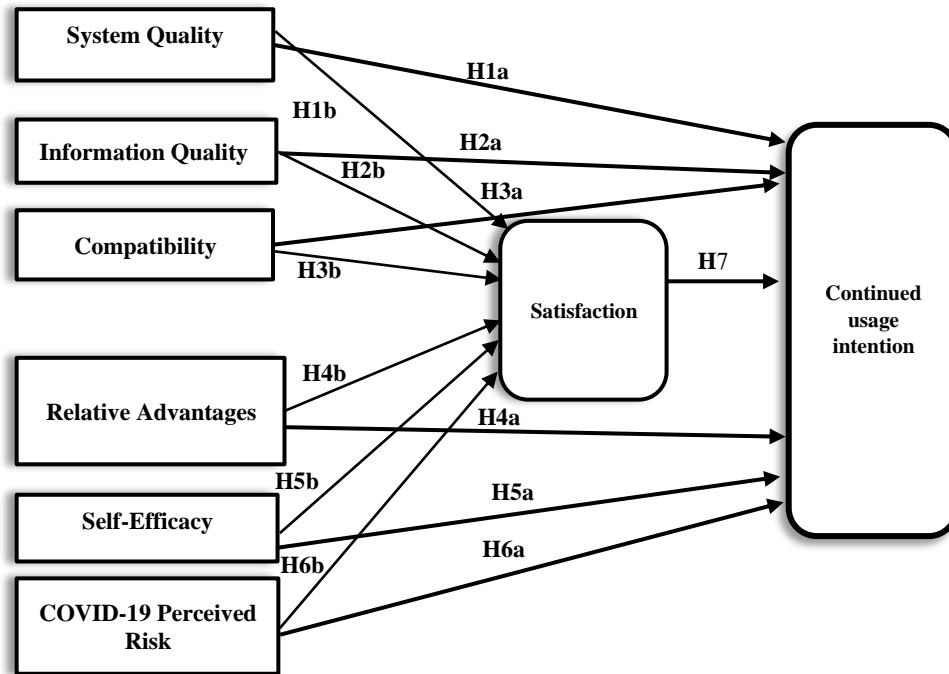 System Quality
H1a
H1b
Information Quality
H2a
H2b
H3a
Compatibility
H3b
H7
Satisfaction
Continued
usage
intention
H4b
Relative Advantages
H4a
H5b
H5a
Self-Efficacy
H6b
H6a
COVID-19 Perceived
Risk